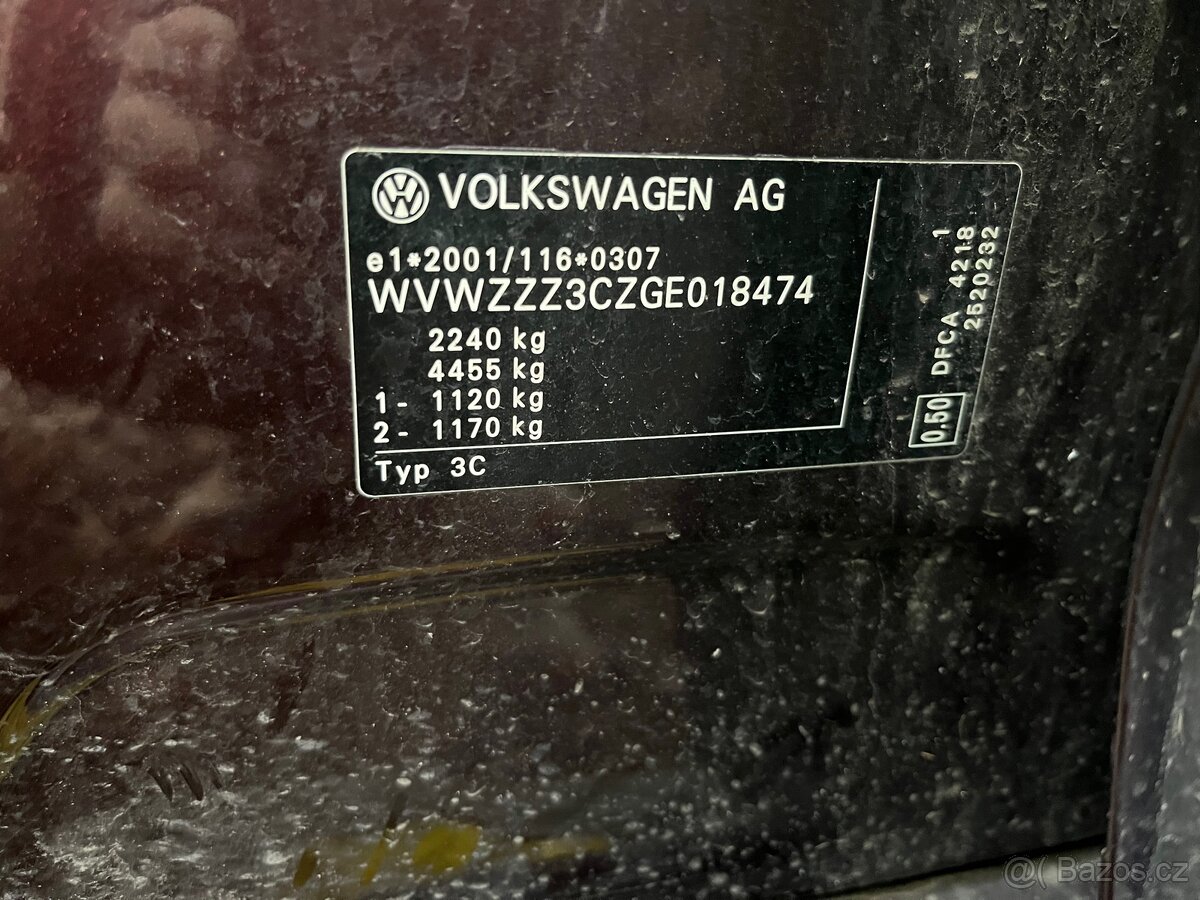 VOLKSWAGEN AG
e1*2001/116*0307
WVWZZZ3CZGE018474
2240 kg
4455 kg
1- 1120 kg
2- 1170 kg
Typ 3C
0.50
DFCA 4218 1
2520232
@( Bazos.cz